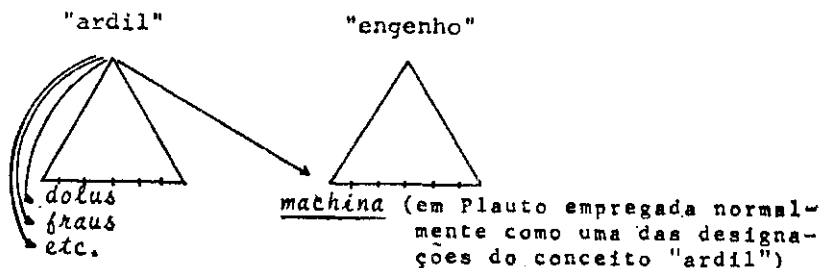 "ardil" "engenho"
dolus
fraus
etc.
machina (em Plauto empregada normal-
mente como uma das designa-
ções do conceito "ardil")